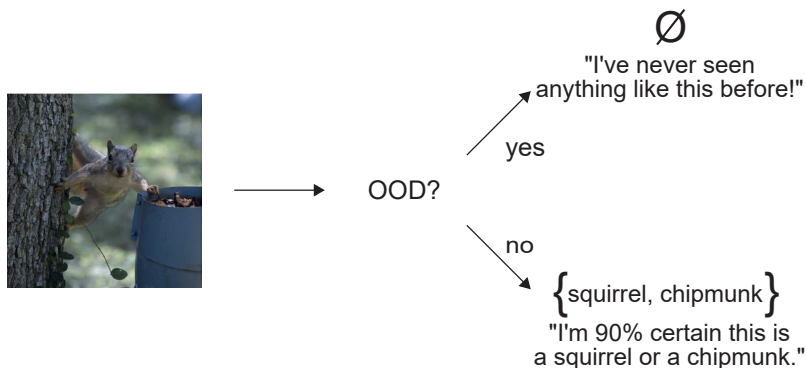 Ø
"I've never seen
anything like this before!"
yes
OOD?
no
{squirrel, chipmunk}
"I'm 90% certain this is
a squirrel or a chipmunk."